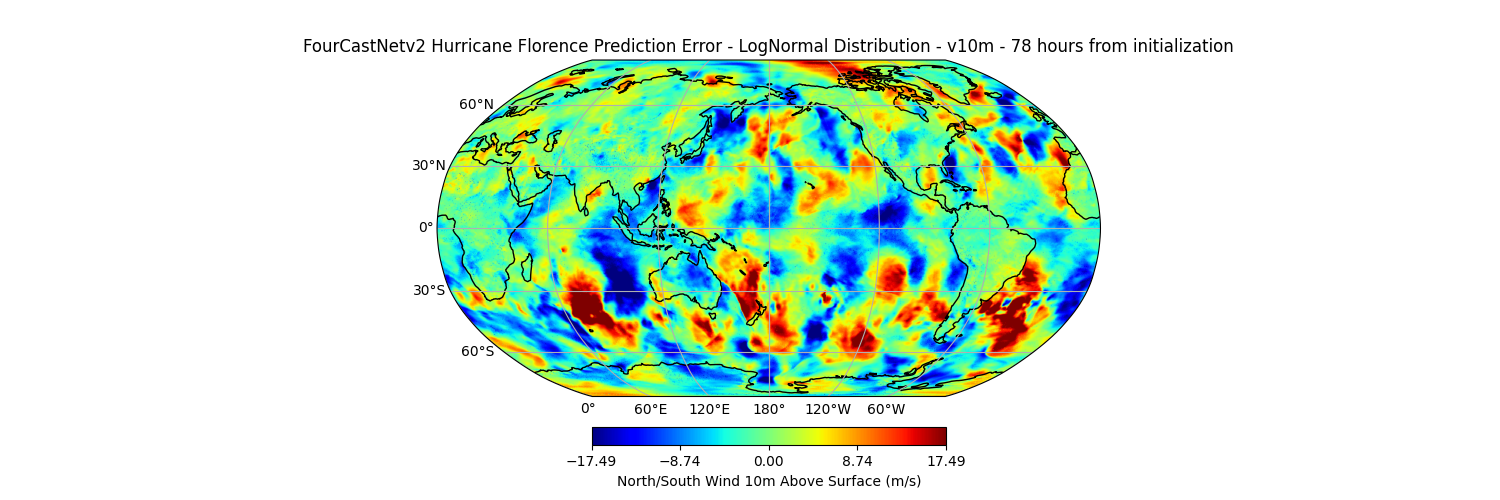 FourCastNetv2 Hurricane Florence Prediction Error - LogNormal Distribution - v10m - 78 hours from initialization
60°N
30°N
0°
30°S
60°S
0° 60°E 120°E 180° 120°W 60°W
−17.49 −8.74 0.00 8.74 17.49
North/South Wind 10m Above Surface (m/s)